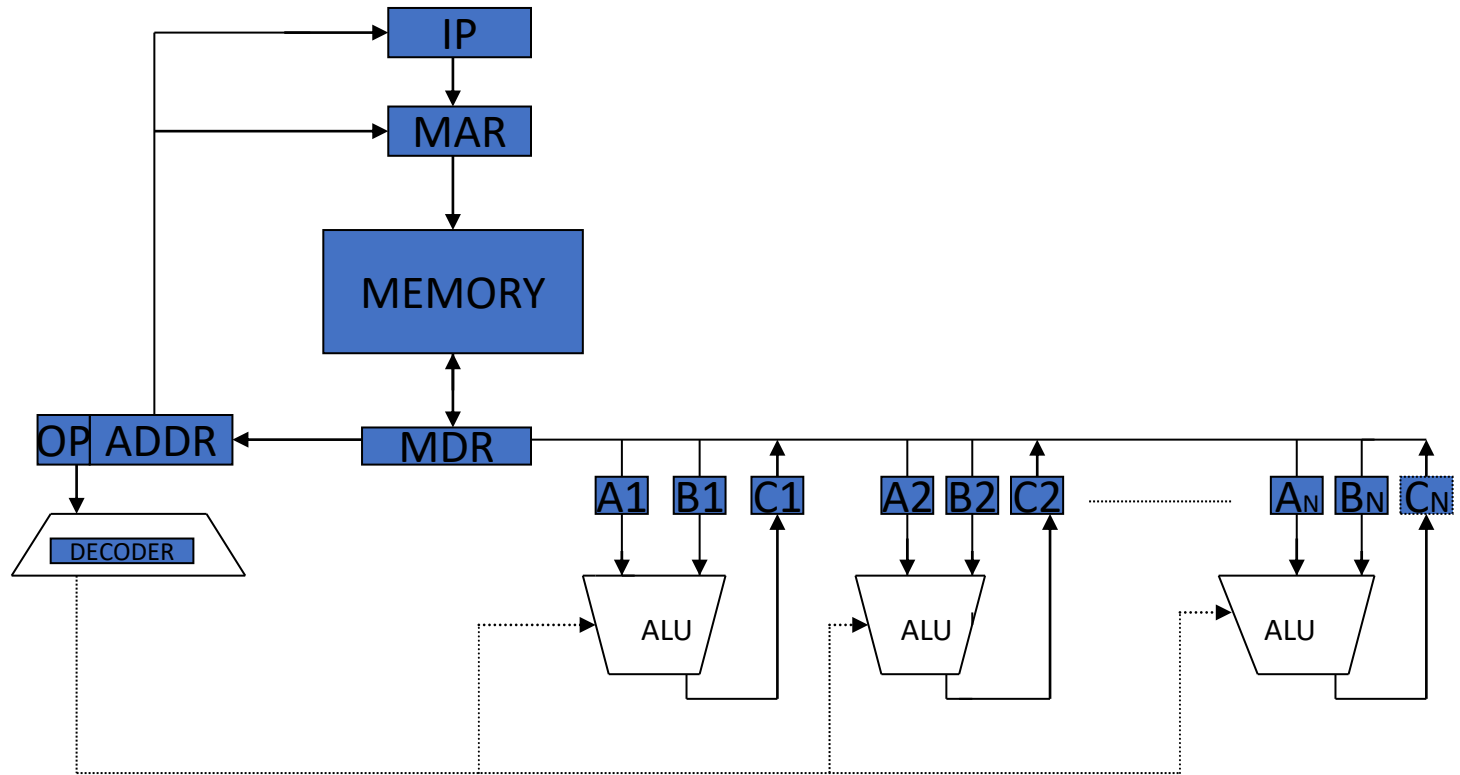 IP
MAR
MEMORY
OP ADDR
MDR
A1 B1 C1 A2 B2 C2 AN BN CN
DECODER
ALU ALU ALU